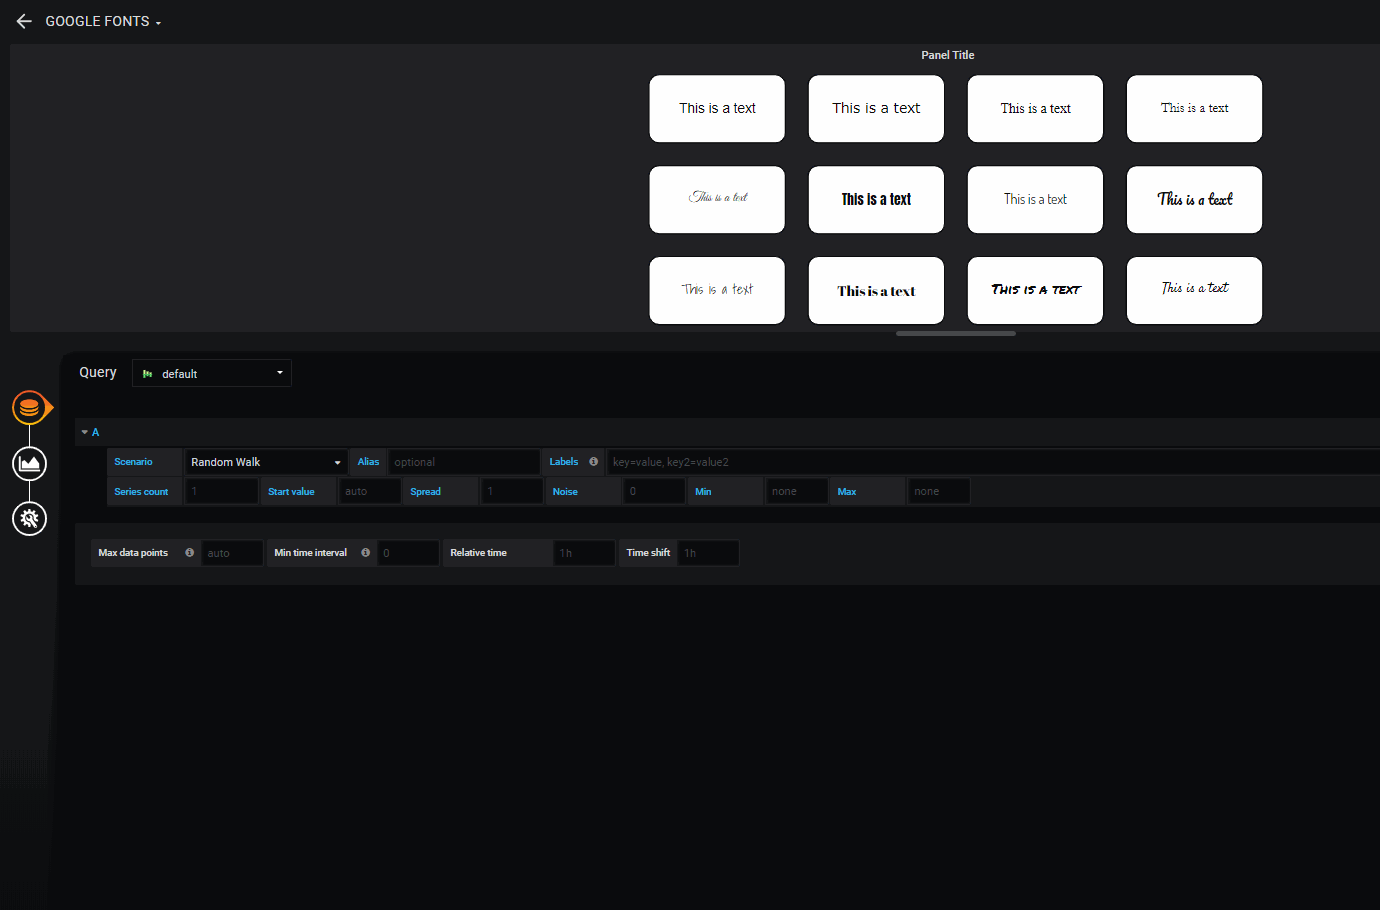 GOOGLE FONTS
Panel Title
This is a text This is a text This is a text This is a text
This is a text This is a text This is a text This is a text
This is a text This is a text This is a text This is a text
Query default
A
Scenario Random Walk Alias optional Labels key=value, key2=value2
Series count 1 Start value auto Spread 1 Noise 0 Min none Max none
Max data points auto Min time interval 0 Relative time 1h Time shift 1h